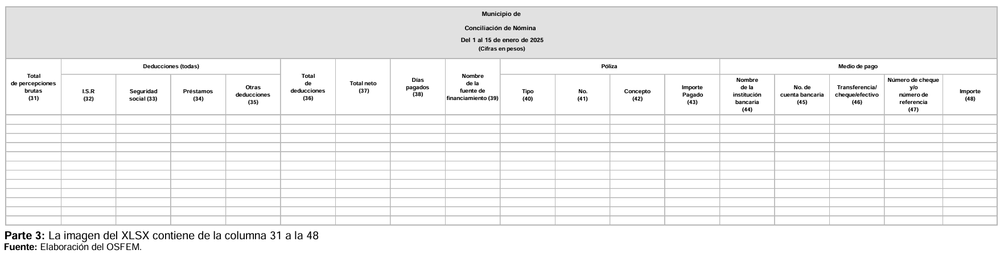 Municipio de
Conciliación de Nómina
Del 1 al 15 de enero de 2025
(Cifras en pesos)
Total
de percepciones
brutas
(31)
Deducciones (todas)
I.S.R
(32)
Seguridad
social (33)
Préstamos
(34)
Otras
deducciones
(35)
Total
de
deducciones
(36)
Total neto
(37)
Días
pagados
(38)
Nombre
de la
fuente de
financiamiento (39)
Póliza
Tipo
(40)
No.
(41)
Concepto
(42)
Importe
Pagado
(43)
Medio de pago
Nombre
de la
institución
bancaria
(44)
No. de
cuenta bancaria
(45)
Transferencia/
cheque/efectivo
(46)
Número de cheque
y/o
número de
referencia
(47)
Importe
(48)
Parte 3: La imagen del XLSX contiene de la columna 31 a la 48
Fuente: Elaboración del OSFEM.